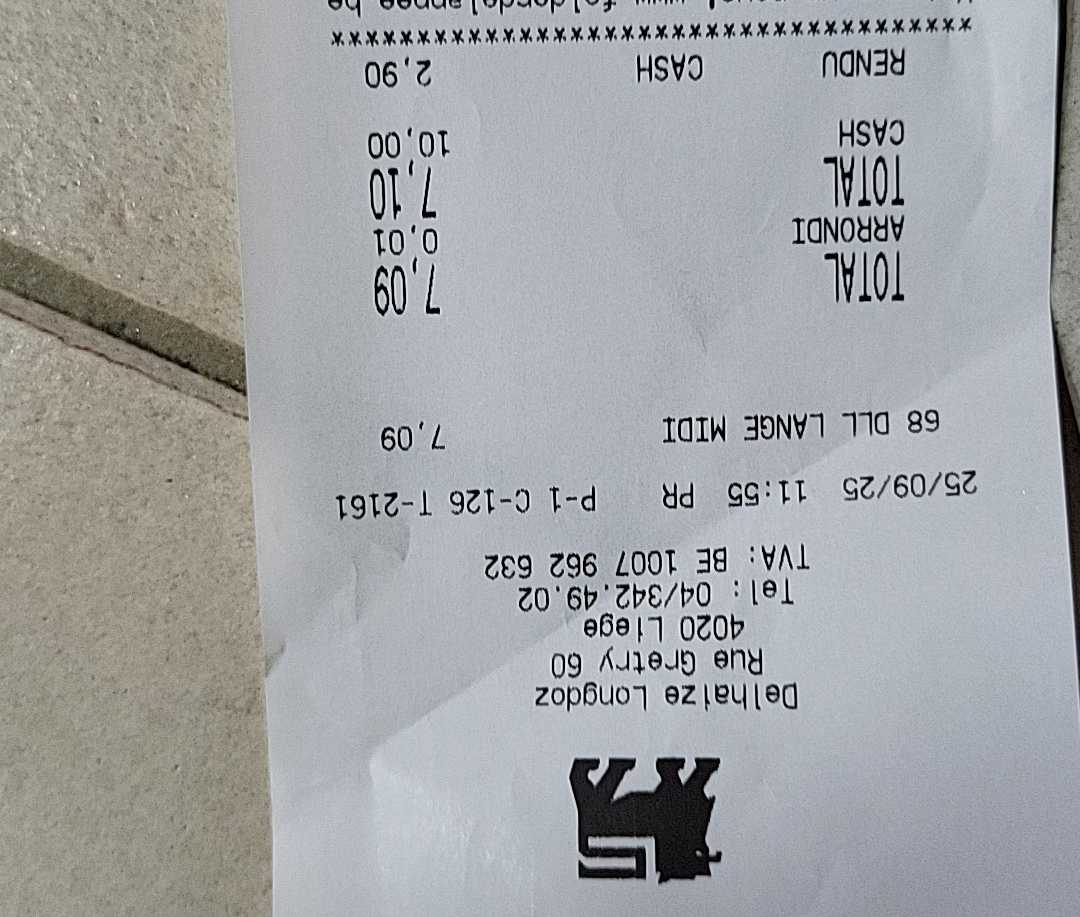 Delhaize Longdoz
Rue Gretry 60
4020 Liege
Tel: 04/342.49.02
TVA: BE 1007 962 632
25/09/25 11:55 PR P-1 C-126 T-2161
68 DLL LANGE MIDI 7,09
TOTAL 7,09
ARRONDI 0,01
TOTAL 7,10
CASH 10,00
RENDU CASH 2,90
**************************************